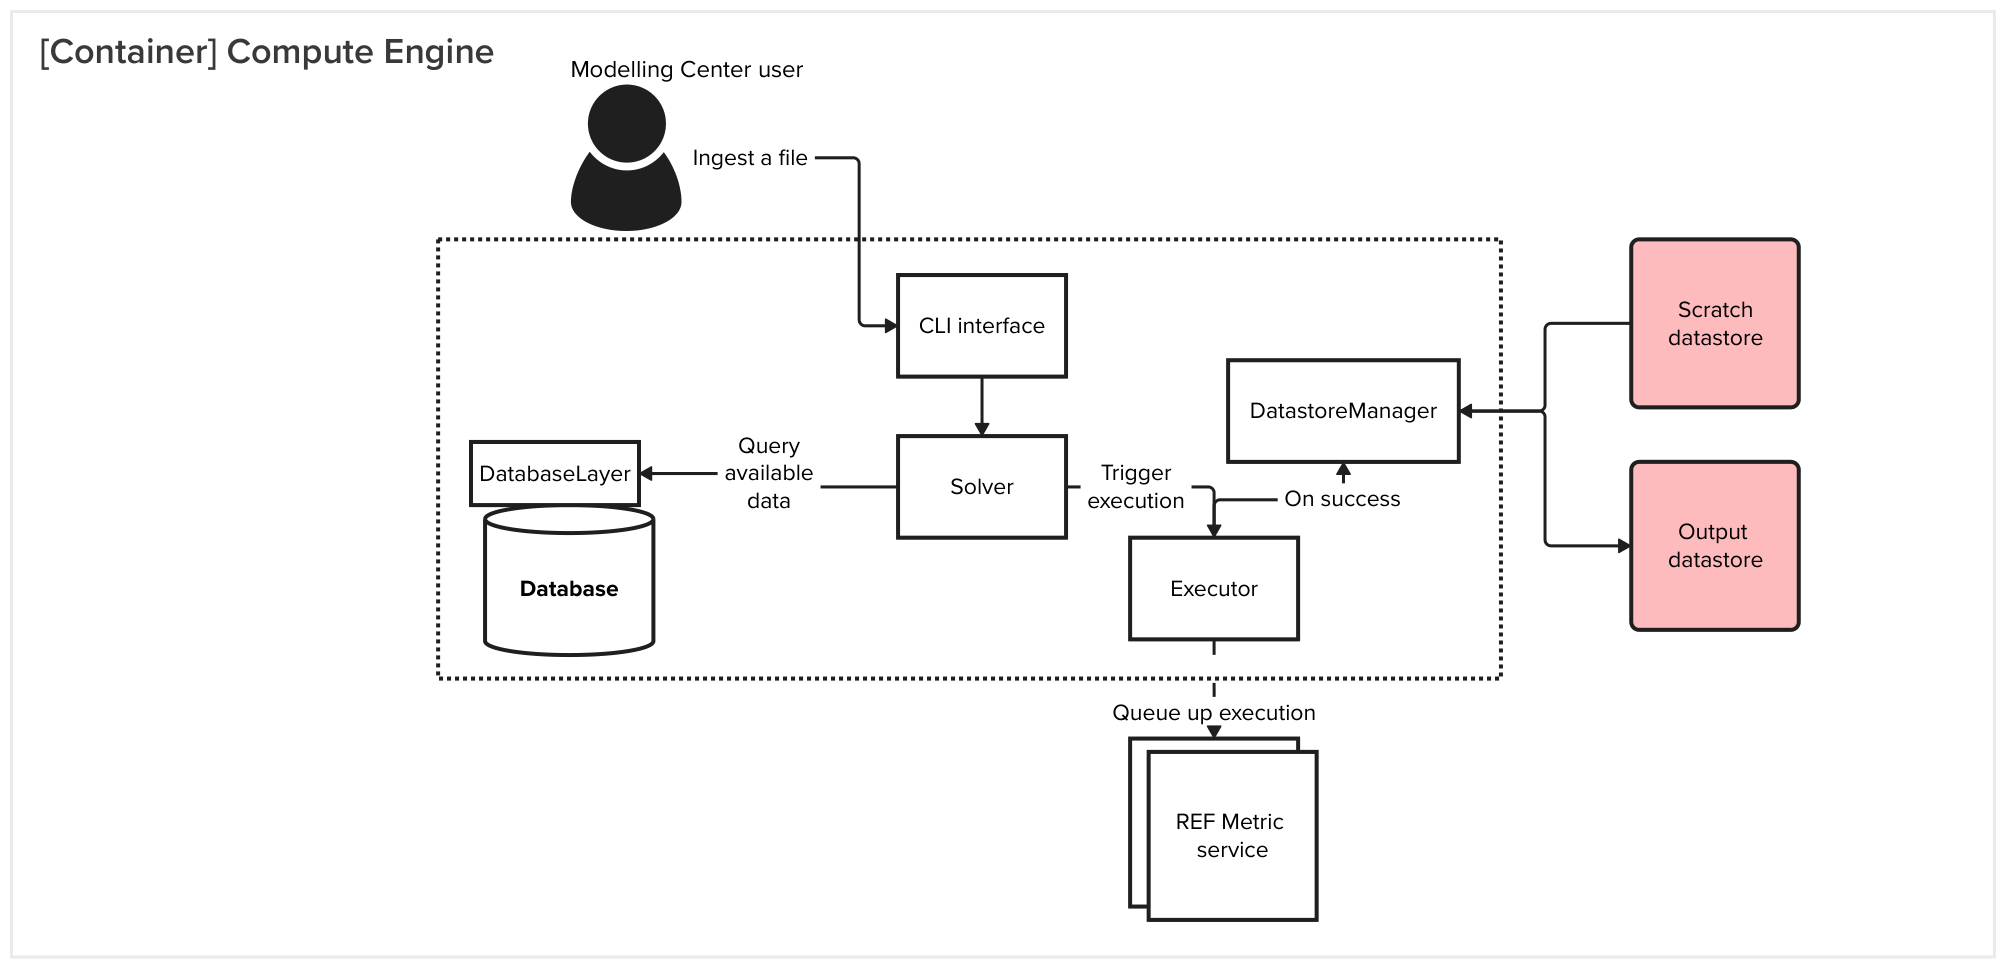 [Container] Compute Engine
Modelling Center user
Ingest a file
CLI interface
Scratch
datastore
DatastoreManager
DatabaseLayer
Query
available
data
Solver
Trigger
execution
On success
Output
datastore
Database
Executor
Queue up execution
REF Metric
service